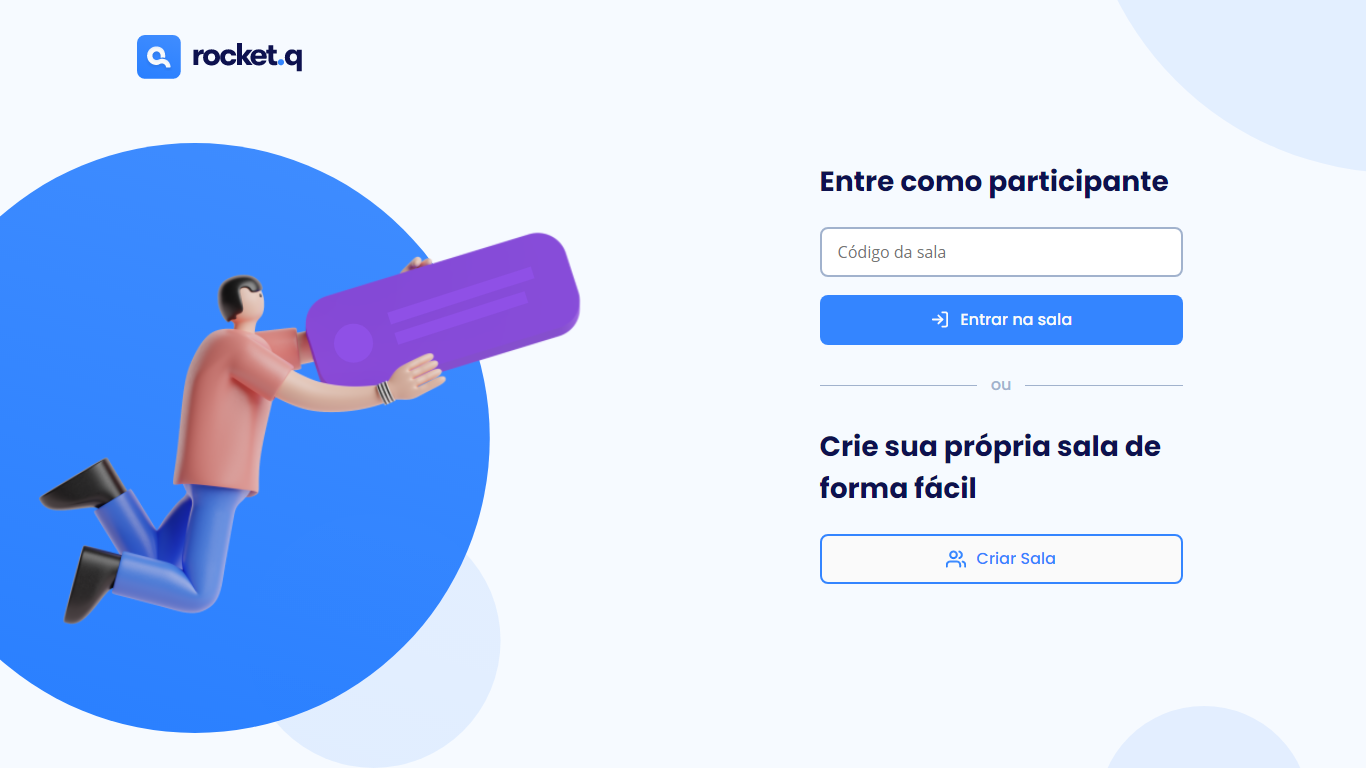 rocket.q
Entre como participante
Código da sala
Entrar na sala
ou
Crie sua própria sala de
forma fácil
Criar Sala